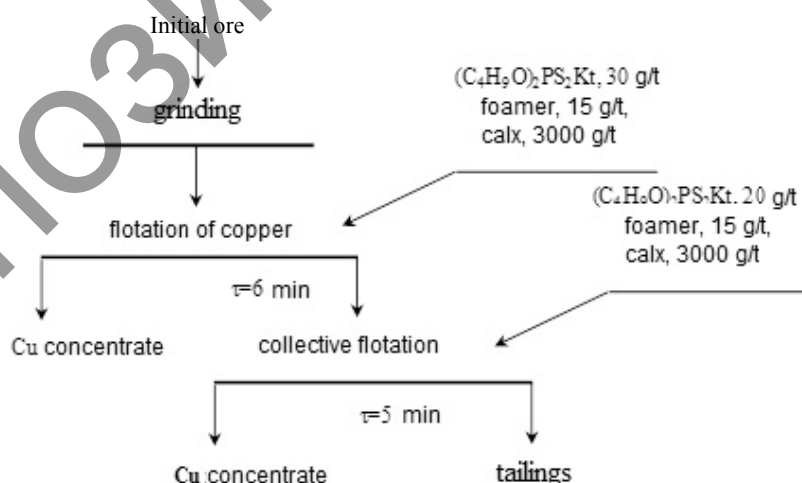 Initial ore
grinding
(C₄H₉O)₂PS₂Kt, 30 g/t
foamer, 15 g/t,
calx, 3000 g/t
(C₄H₉O)₂PS₂Kt. 20 g/t
foamer, 15 g/t,
calx, 3000 g/t
flotation of copper
τ=6 min
Cu concentrate
collective flotation
τ=5 min
Cu concentrate
tailings
ПОЗИ